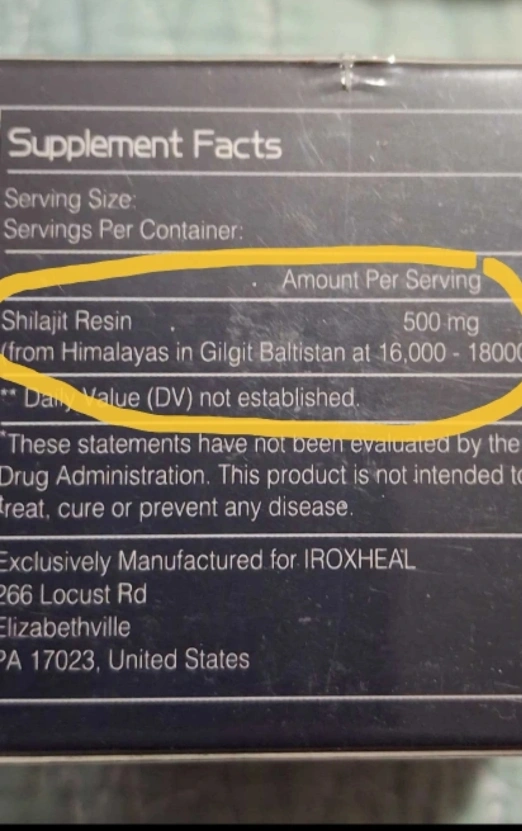 Supplement Facts
Serving Size:
Servings Per Container:
Amount Per Serving
Shilajit Resin 500 mg
(from Himalayas in Gilgit Baltistan at 16,000 - 18000
** Daily Value (DV) not established.
*These statements have not been evaluated by the
Drug Administration. This product is not intended to
treat, cure or prevent any disease.
Exclusively Manufactured for IROXHEAL
266 Locust Rd
Elizabethville
PA 17023, United States